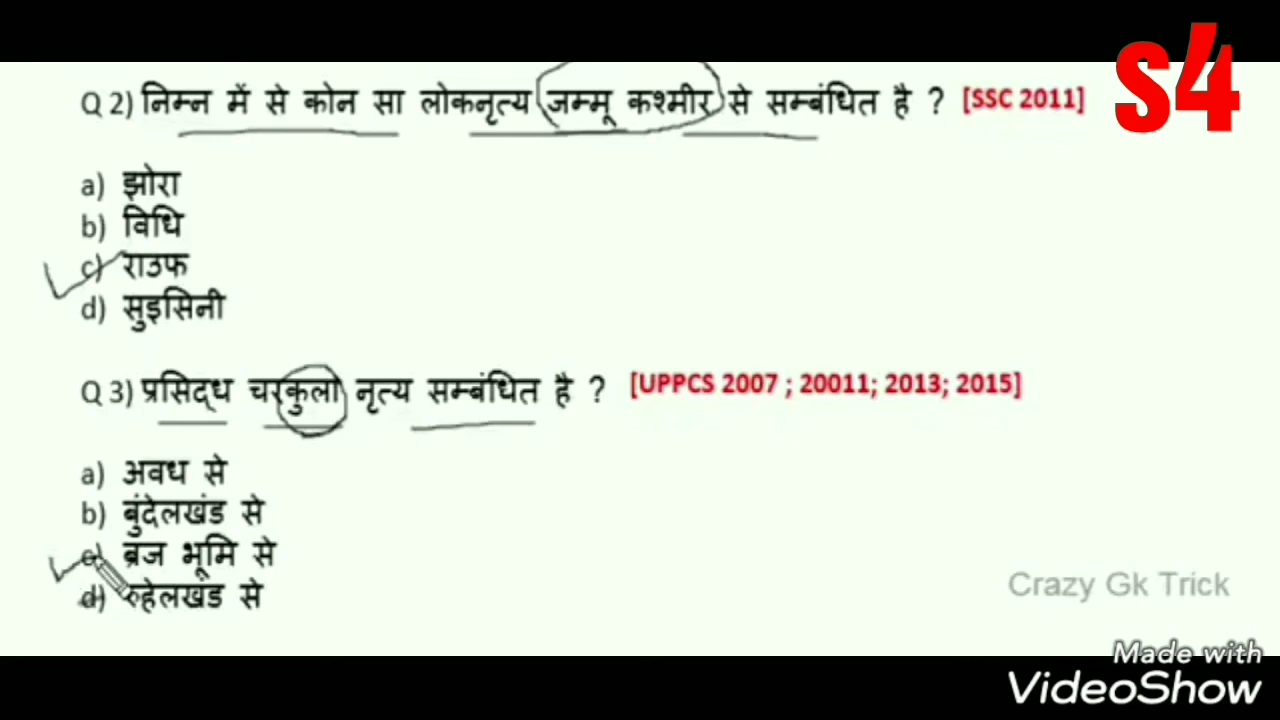 S4
Q 2) निम्न में से कोन सा लोकनृत्य जम्मू कश्मीर से सम्बंधित है ? [SSC 2011]
a) झोरा
b) विधि
c) राउफ
d) सुइसिनी
Q 3) प्रसिद्ध चरकुला नृत्य सम्बंधित है ? [UPPCS 2007 ; 20011; 2013; 2015]
a) अवध से
b) बुंदेलखंड से
c) ब्रज भूमि से
d) रुहेलखंड से
Crazy Gk Trick
Made with
VideoShow